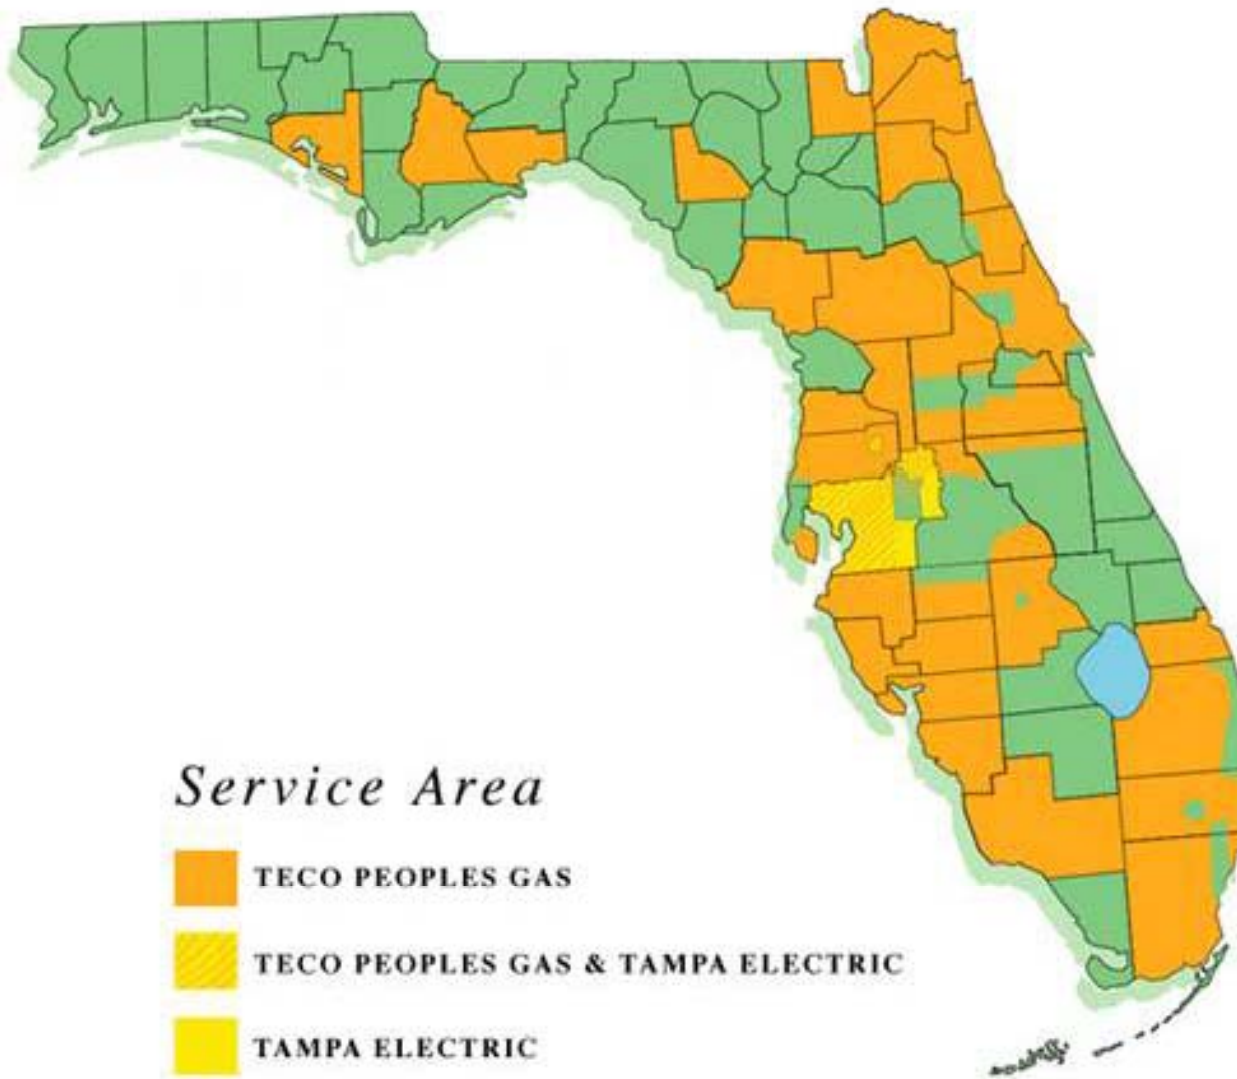 Service Area
TECO PEOPLES GAS
TECO PEOPLES GAS & TAMPA ELECTRIC
TAMPA ELECTRIC